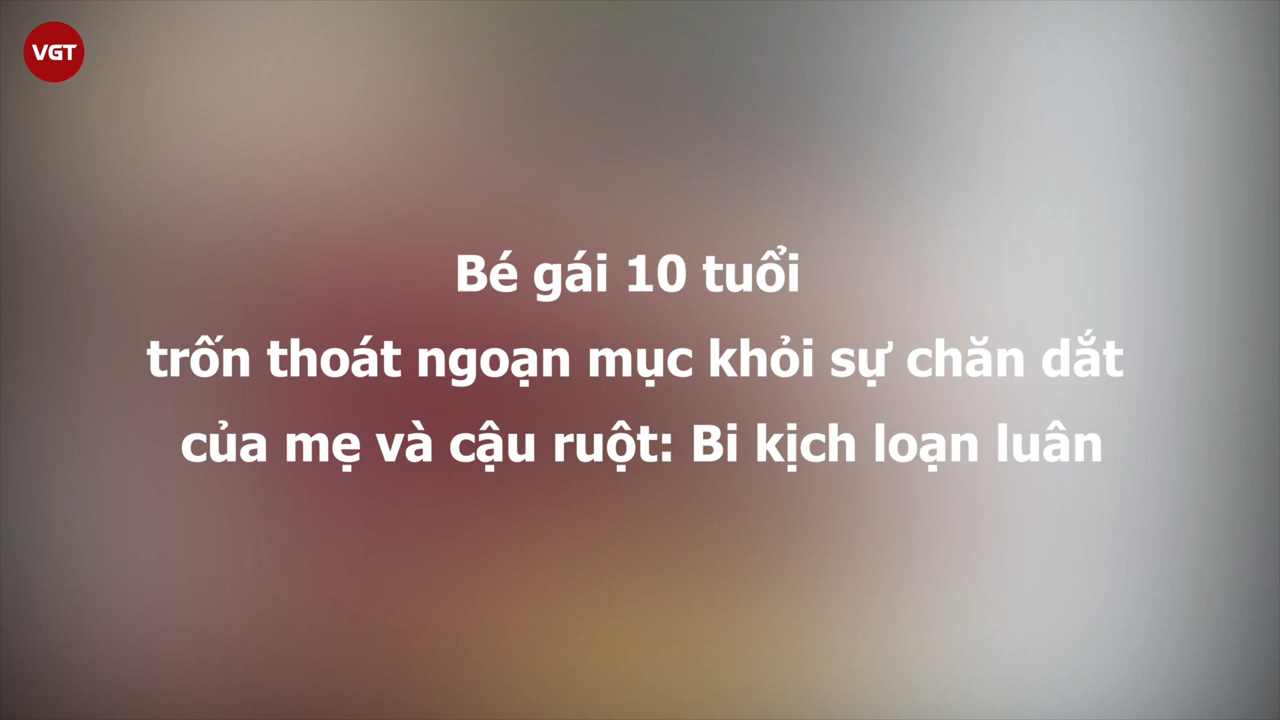 VGT
Bé gái 10 tuổi
trốn thoát ngoạn mục khỏi sự chăn dắt
của mẹ và cậu ruột: Bi kịch loạn luân